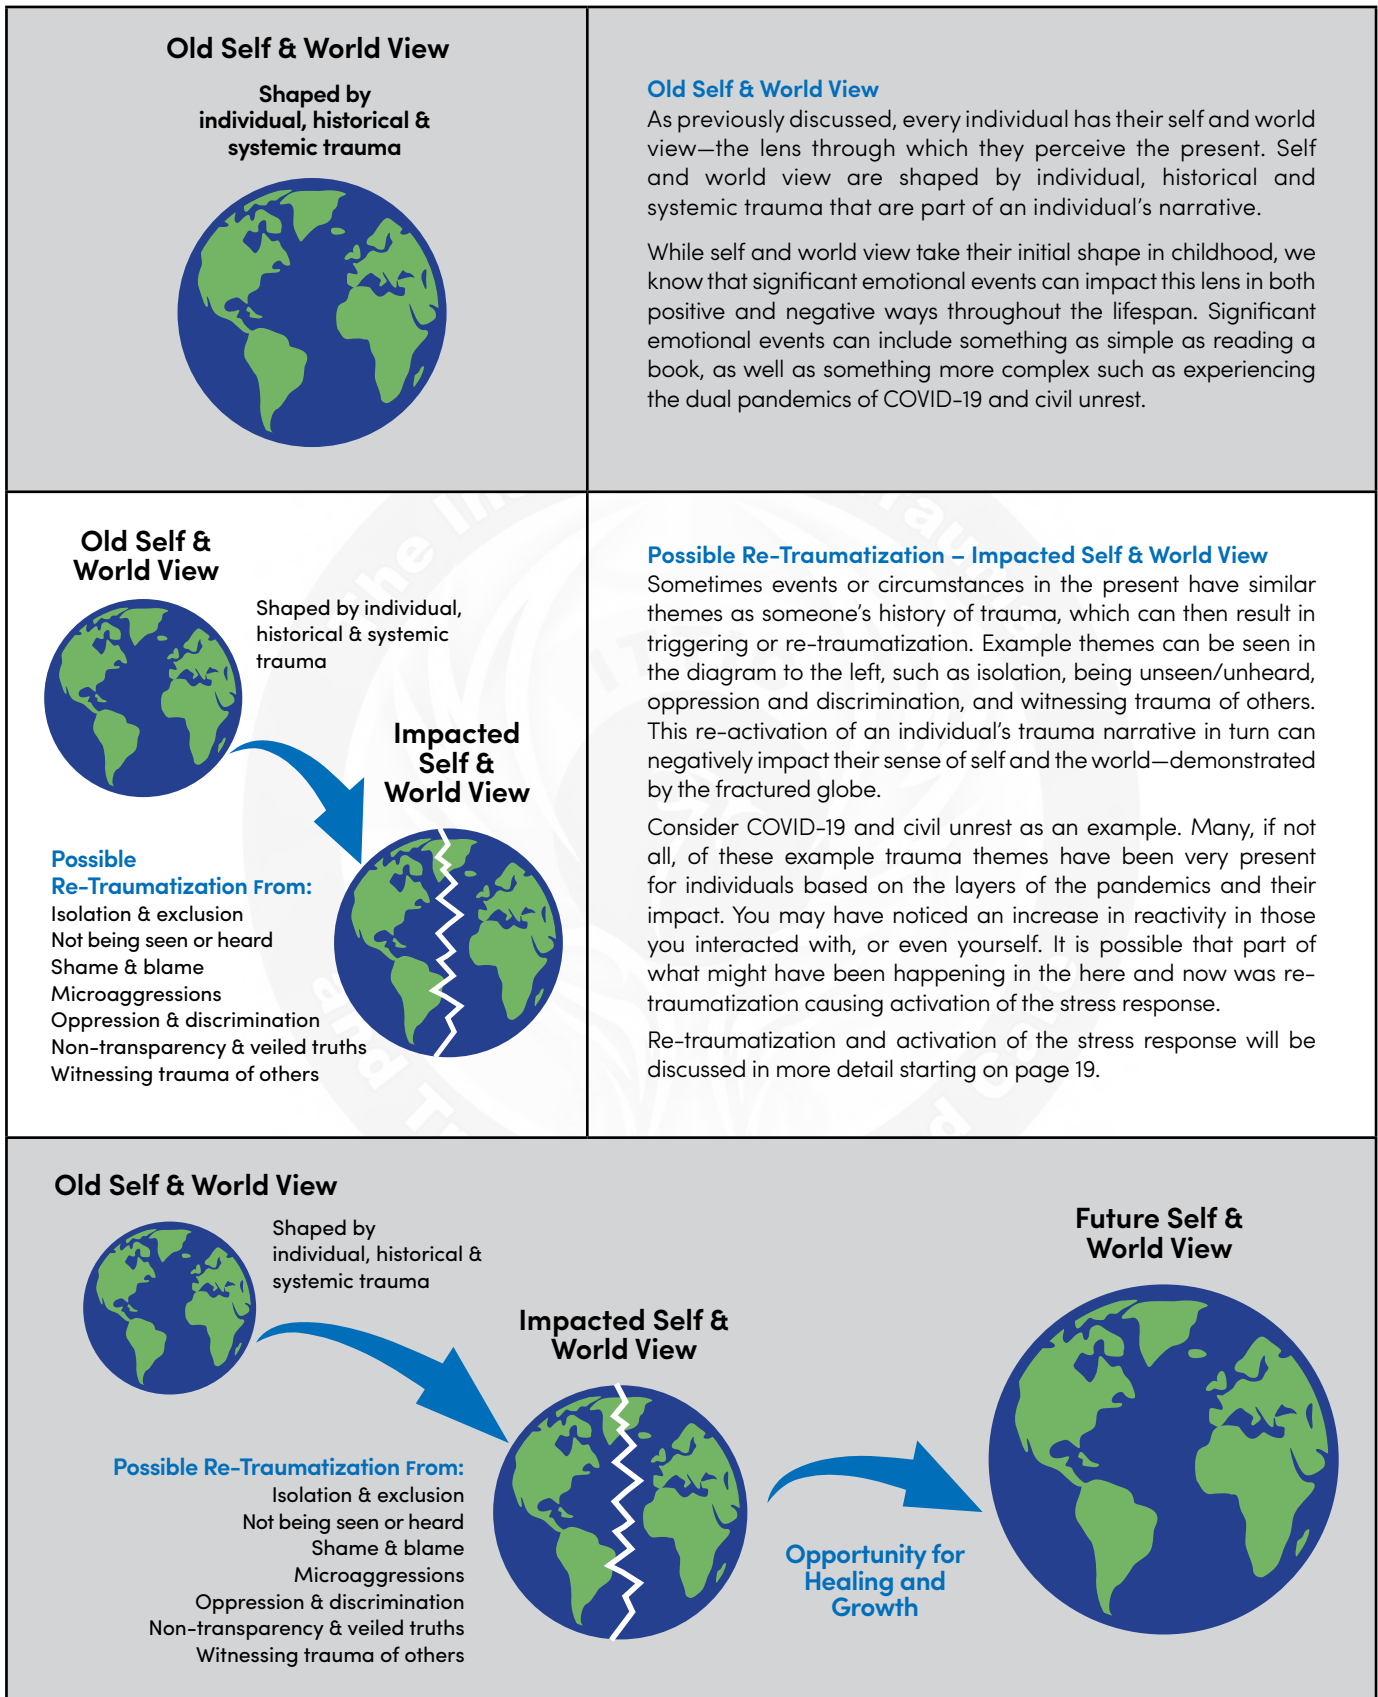 Old Self & World View
Shaped by
individual, historical &
systemic trauma
Old Self & World View
As previously discussed, every individual has their self and world
view—the lens through which they perceive the present. Self
and world view are shaped by individual, historical and
systemic trauma that are part of an individual's narrative.
While self and world view take their initial shape in childhood, we
know that significant emotional events can impact this lens in both
positive and negative ways throughout the lifespan. Significant
emotional events can include something as simple as reading a
book, as well as something more complex such as experiencing
the dual pandemics of COVID-19 and civil unrest.
Old Self &
World View
Shaped by individual,
historical & systemic
trauma
Impacted
Self &
World View
Possible
Re-Traumatization From:
Isolation & exclusion
Not being seen or heard
Shame & blame
Microaggressions
Oppression & discrimination
Non-transparency & veiled truths
Witnessing trauma of others
Possible Re-Traumatization – Impacted Self & World View
Sometimes events or circumstances in the present have similar
themes as someone's history of trauma, which can then result in
triggering or re-traumatization. Example themes can be seen in
the diagram to the left, such as isolation, being unseen/unheard,
oppression and discrimination, and witnessing trauma of others.
This re-activation of an individual's trauma narrative in turn can
negatively impact their sense of self and the world—demonstrated
by the fractured globe.
Consider COVID-19 and civil unrest as an example. Many, if not
all, of these example trauma themes have been very present
for individuals based on the layers of the pandemics and their
impact. You may have noticed an increase in reactivity in those
you interacted with, or even yourself. It is possible that part of
what might have been happening in the here and now was re-
traumatization causing activation of the stress response.
Re-traumatization and activation of the stress response will be
discussed in more detail starting on page 19.
Old Self & World View
Shaped by
individual, historical &
systemic trauma
Impacted Self &
World View
Future Self &
World View
Possible Re-Traumatization From:
Isolation & exclusion
Not being seen or heard
Shame & blame
Microaggressions
Oppression & discrimination
Non-transparency & veiled truths
Witnessing trauma of others
Opportunity for
Healing and
Growth